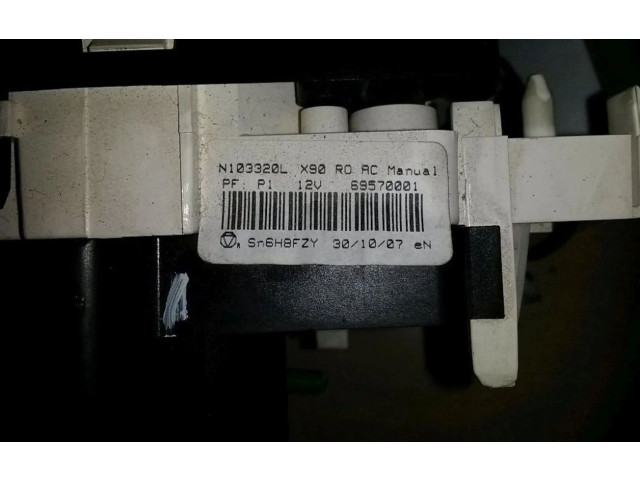 N103320L X90 RO AC Manual
PF: P1 12V 69570001
Sn6H8FZY 30/10/07 eN